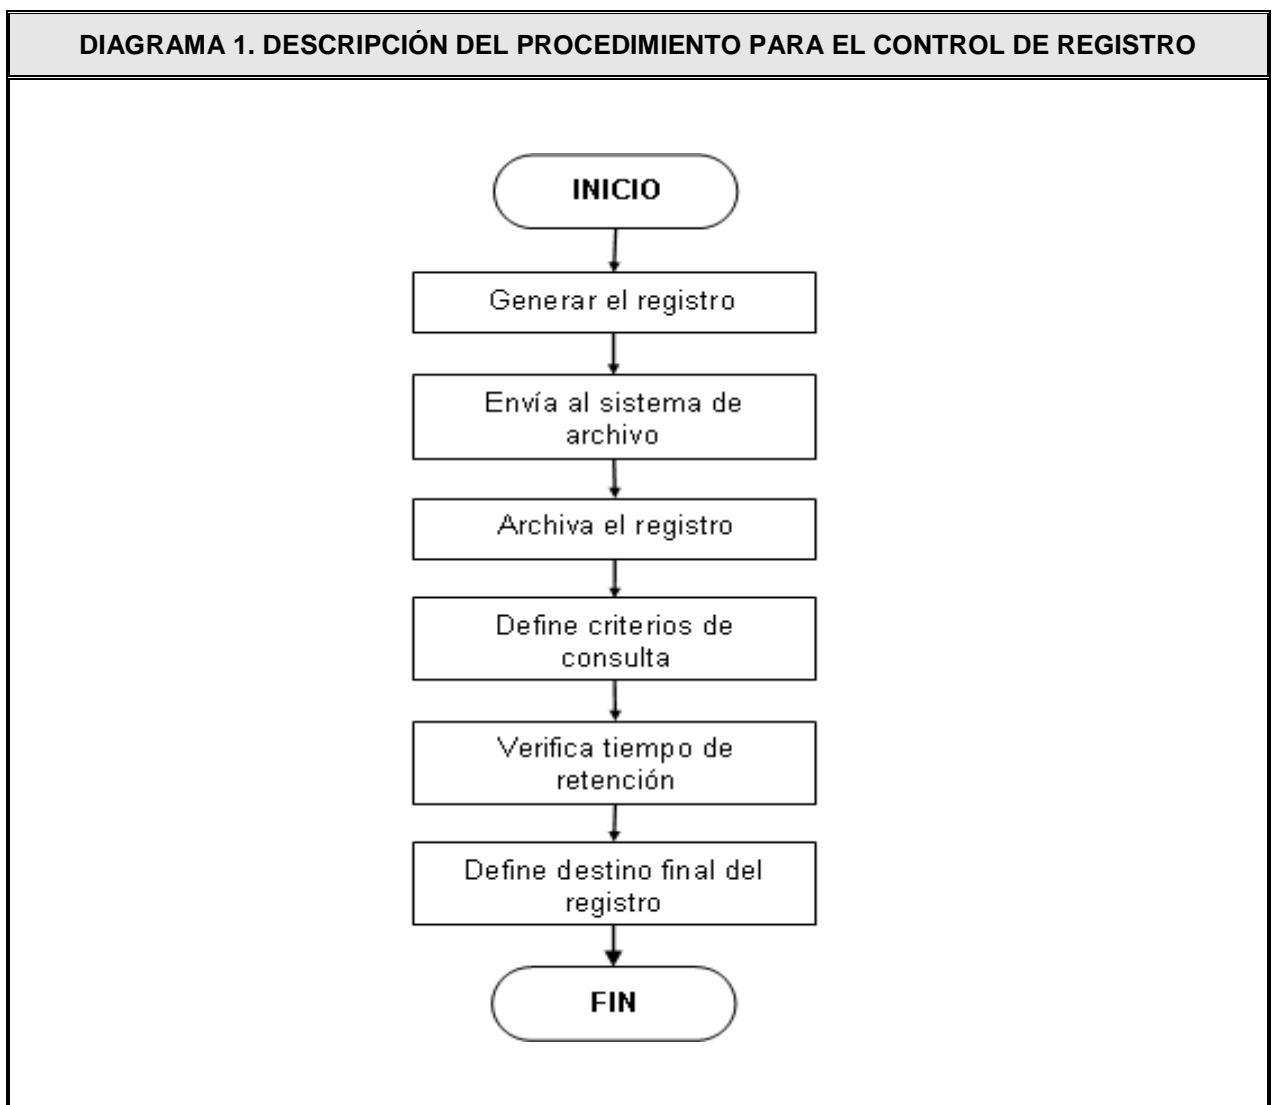 DIAGRAMA 1. DESCRIPCIÓN DEL PROCEDIMIENTO PARA EL CONTROL DE REGISTRO
INICIO
Generar el registro
Envía al sistema de
archivo
Archiva el registro
Define criterios de
consulta
Verifica tiempo de
retención
Define destino final del
registro
FIN